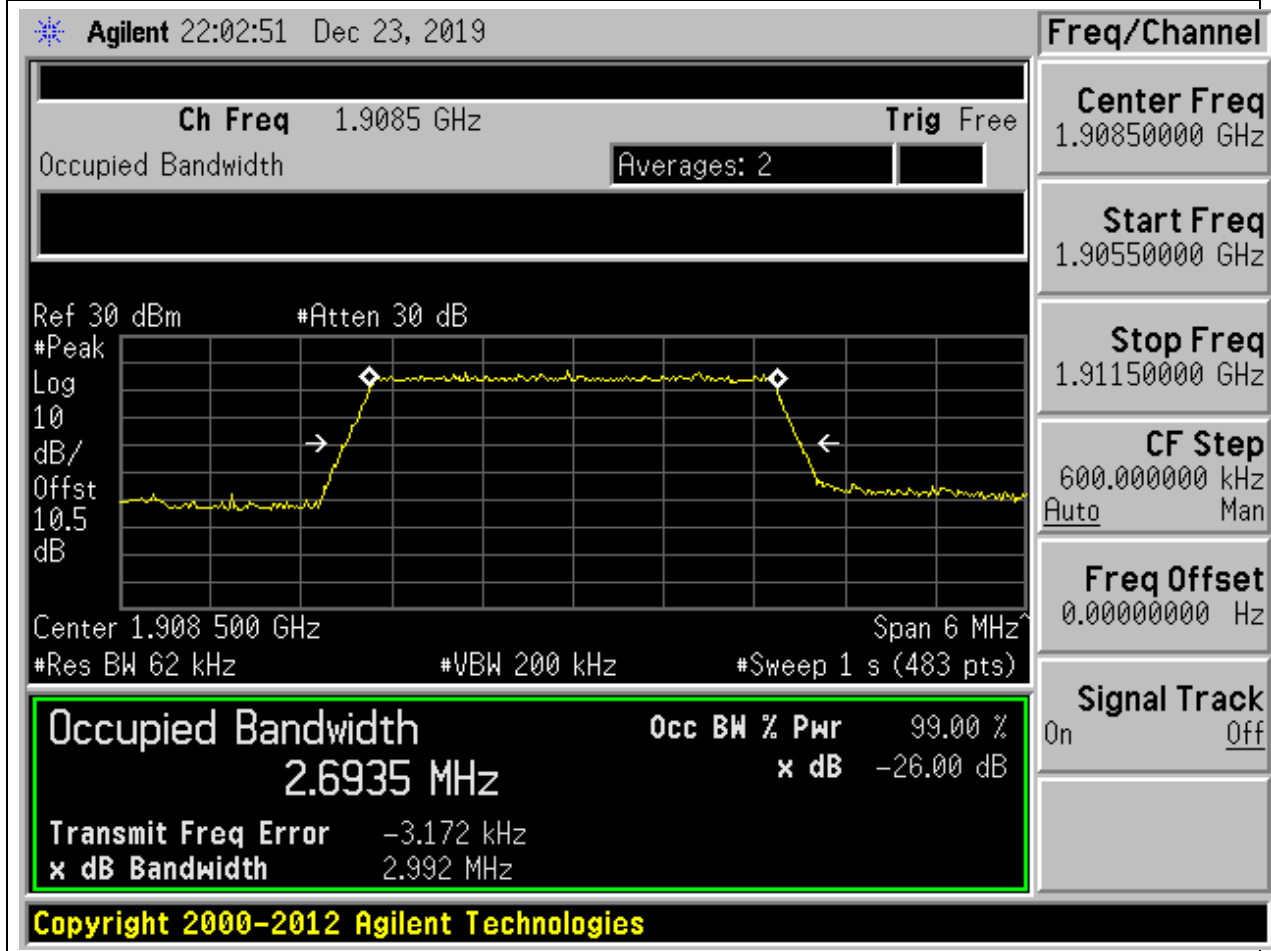 Agilent 22:02:51 Dec 23, 2019
Freq/Channel
Ch Freq 1.9085 GHz Trig Free
Occupied Bandwidth Averages: 2
Ref 30 dBm #Atten 30 dB
#Peak
Log
10
dB/
Offst
10.5
dB
Center 1.908 500 GHz Span 6 MHz^
#Res BW 62 kHz #VBW 200 kHz #Sweep 1 s (483 pts)
Occupied Bandwidth Occ BW % Pwr 99.00 %
2.6935 MHz x dB -26.00 dB
Transmit Freq Error -3.172 kHz
x dB Bandwidth 2.992 MHz
Center Freq
1.90850000 GHz
Start Freq
1.90550000 GHz
Stop Freq
1.91150000 GHz
CF Step
600.000000 kHz
Auto Man
Freq Offset
0.00000000 Hz
Signal Track
On Off
Copyright 2000-2012 Agilent Technologies